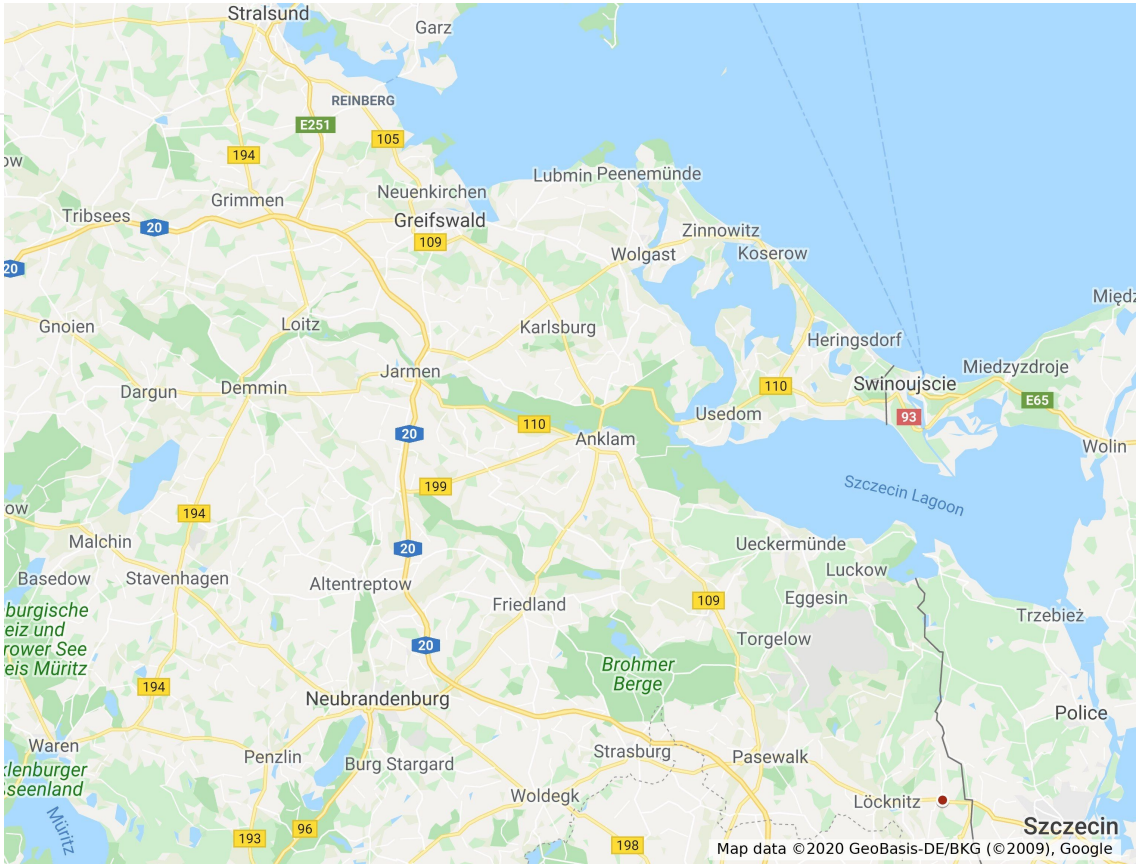 Stralsund
Garz
REINBERG
E251
105
194
ow
Lubmin
Peenemünde
Neuenkirchen
Grimmen
Tribsees
20
Greifswald
109
Zinnowitz
Wolgast
Koserow
20
Międz
Gnoien
Loitz
Karlsburg
Heringsdorf
Miedzyzdroje
Jarmen
Dargun
Demmin
110
Swinoujscie
E65
93
Usedom
110
20
Anklam
Wolin
199
Szczecin Lagoon
ow
194
Malchin
20
Ueckermünde
Basedow
Stavenhagen
Altentreptow
Luckow
Eggesin
109
Friedland
Trzebież
burgische
eiz und
rower See
eis Müritz
20
Torgelow
Brohmer
Berge
194
Neubrandenburg
Police
Waren
Penzlin
Burg Stargard
Strasburg
Pasewalk
klenburger
sseenland
Woldegk
Löcknitz
Müritz
193
96
198
Szczecin
Map data ©2020 GeoBasis-DE/BKG (©2009), Google